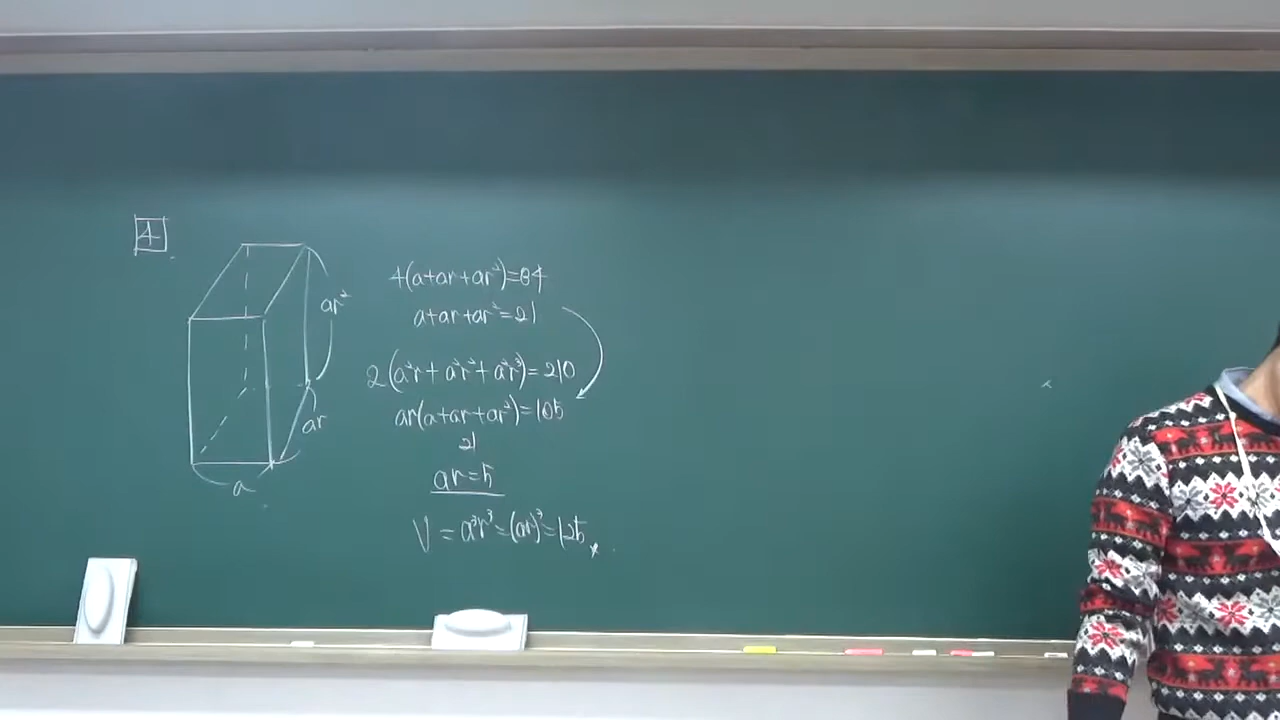 4
ar²
ar
a
4(a+ar+ar²)=84
a+ar+ar²=21
2(a²r+a²r²+a²r³)=210
ar(a+ar+ar²)=105
21
ar=5
V=a³r³=(ar)³=125